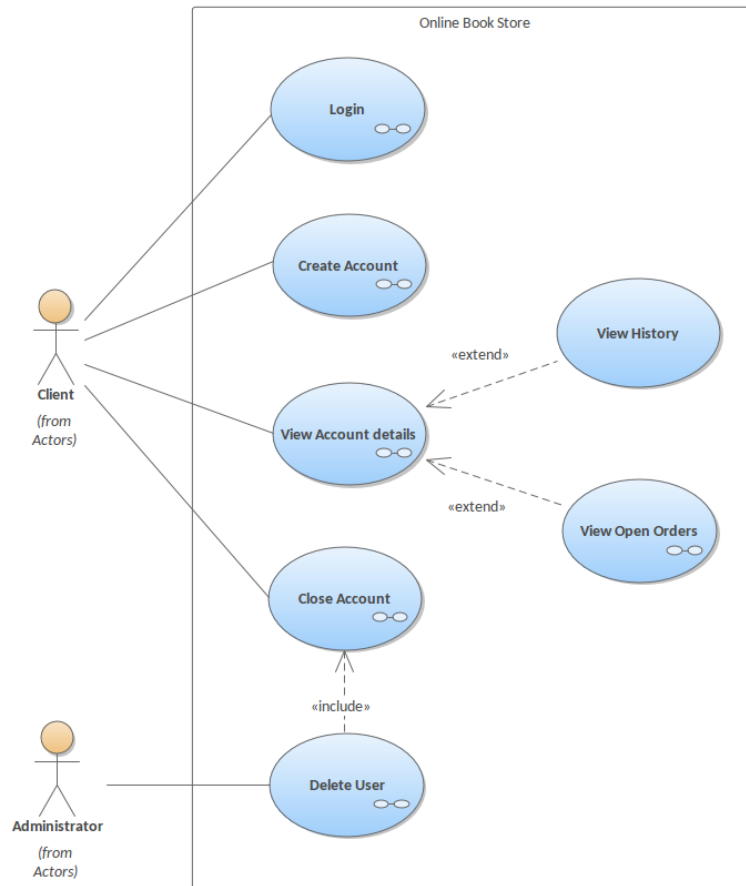 Online Book Store
Login
Create Account
View History
«extend»
Client
(from
Actors)
View Account details
«extend»
View Open Orders
Close Account
«include»
Delete User
Administrator
(from
Actors)